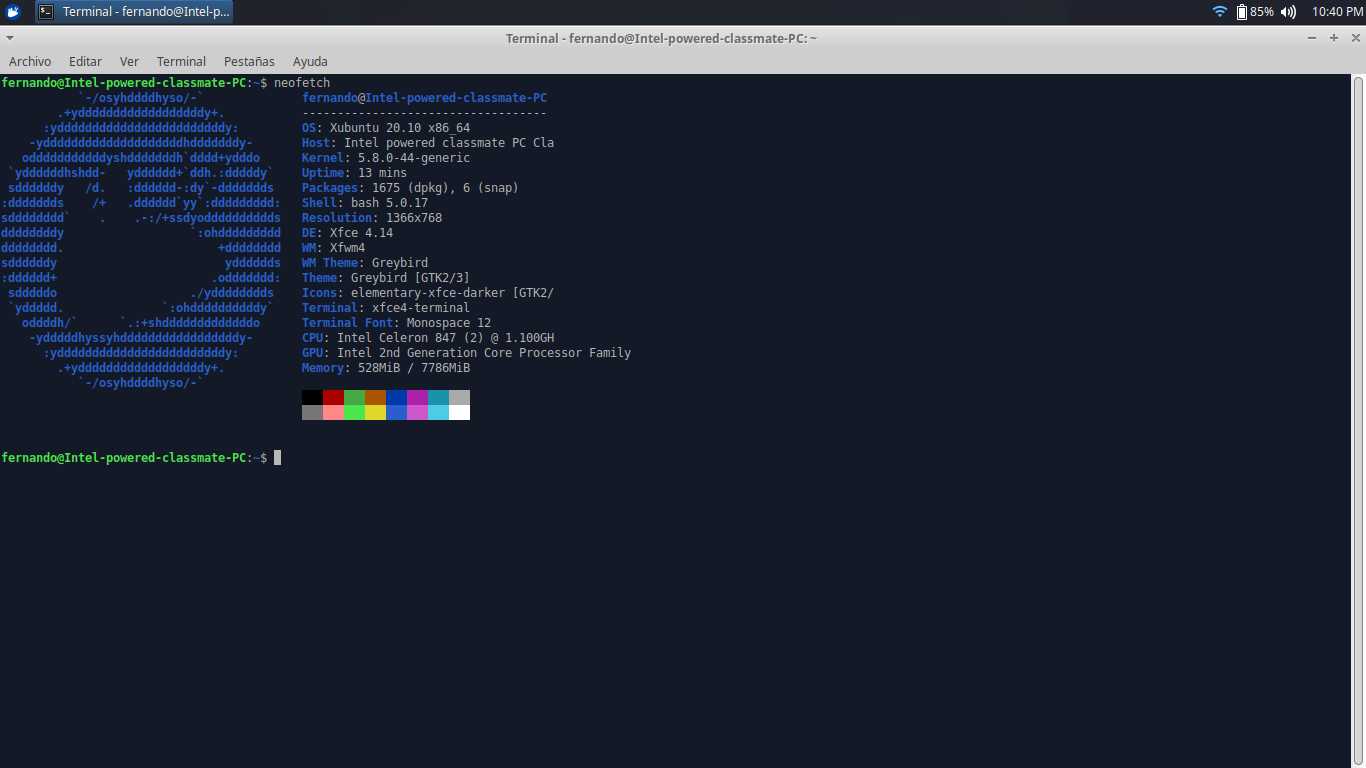 Terminal - fernando@Intel-p...
85%
10:40 PM
Terminal - fernando@Intel-powered-classmate-PC: ~
Archivo Editar Ver Terminal Pestañas Ayuda
fernando@Intel-powered-classmate-PC:~$ neofetch
`-/osyhddddhyso/-` fernando@Intel-powered-classmate-PC
.+yddddddddddddddddddy+. -----------------------------------
:yddddddddddddddddddddddddy: OS: Xubuntu 20.10 x86_64
-yddddddddddddddddddddhdddddddy- Host: Intel powered classmate PC Cla
odddddddddddyshdddddddh`dddd+ydddo Kernel: 5.8.0-44-generic
`yddddddhshdd- ydddddd+`ddh.:dddddy` Uptime: 13 mins
sddddddy /d. :dddddd-:dy`-ddddddds Packages: 1675 (dpkg), 6 (snap)
:ddddddds /+ .dddddd`yy`:ddddddddd: Shell: bash 5.0.17
sdddddddd` . .-:/+ssdyodddddddddds Resolution: 1366x768
ddddddddy `:ohddddddddd DE: Xfce 4.14
dddddddd. +dddddddd WM: Xfwm4
sddddddy ydddddds WM Theme: Greybird
:dddddd+ .oddddddd: Theme: Greybird [GTK2/3]
sdddddo ./ydddddddds Icons: elementary-xfce-darker [GTK2/
`yddddd. `:ohddddddddddy` Terminal: xfce4-terminal
oddddh/` `.:+shdddddddddddddo Terminal Font: Monospace 12
-ydddddhyssyhdddddddddddddddddy- CPU: Intel Celeron 847 (2) @ 1.100GH
:yddddddddddddddddddddddddy: GPU: Intel 2nd Generation Core Processor Family
.+yddddddddddddddddddy+. Memory: 528MiB / 7786MiB
`-/osyhddddhyso/-`
fernando@Intel-powered-classmate-PC:~$